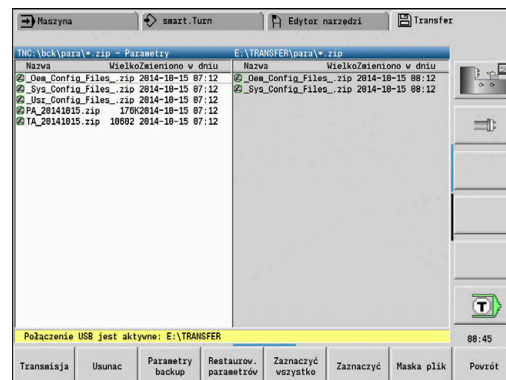 Maszyna smart.Turn Edytor narzędzi Transfer
TNC:\bck\para\*.zip - Parametry E:\TRANSFER\para\*.zip
Nazwa WielkoZmieniono w dniu Nazwa WielkoZmieniono w dniu
_Oem_Config_Files_.zip 2014-10-15 07:12 _Oem_Config_Files_.zip 2014-10-15 08:12
_Sys_Config_Files_.zip 2014-10-15 07:12 _Sys_Config_Files_.zip 2014-10-15 08:12
_Usr_Config_Files_.zip 2014-10-15 07:12
PA_20141015.zip 176K2014-10-15 07:12
TA_20141015.zip 10602 2014-10-15 07:12
T
Połączenie USB jest aktywne: E:\TRANSFER
08:45
Transmisja Usunac Parametry backup Restaurow. parametrów Zaznaczyć wszystko Zaznaczyć Maska plik Powrót